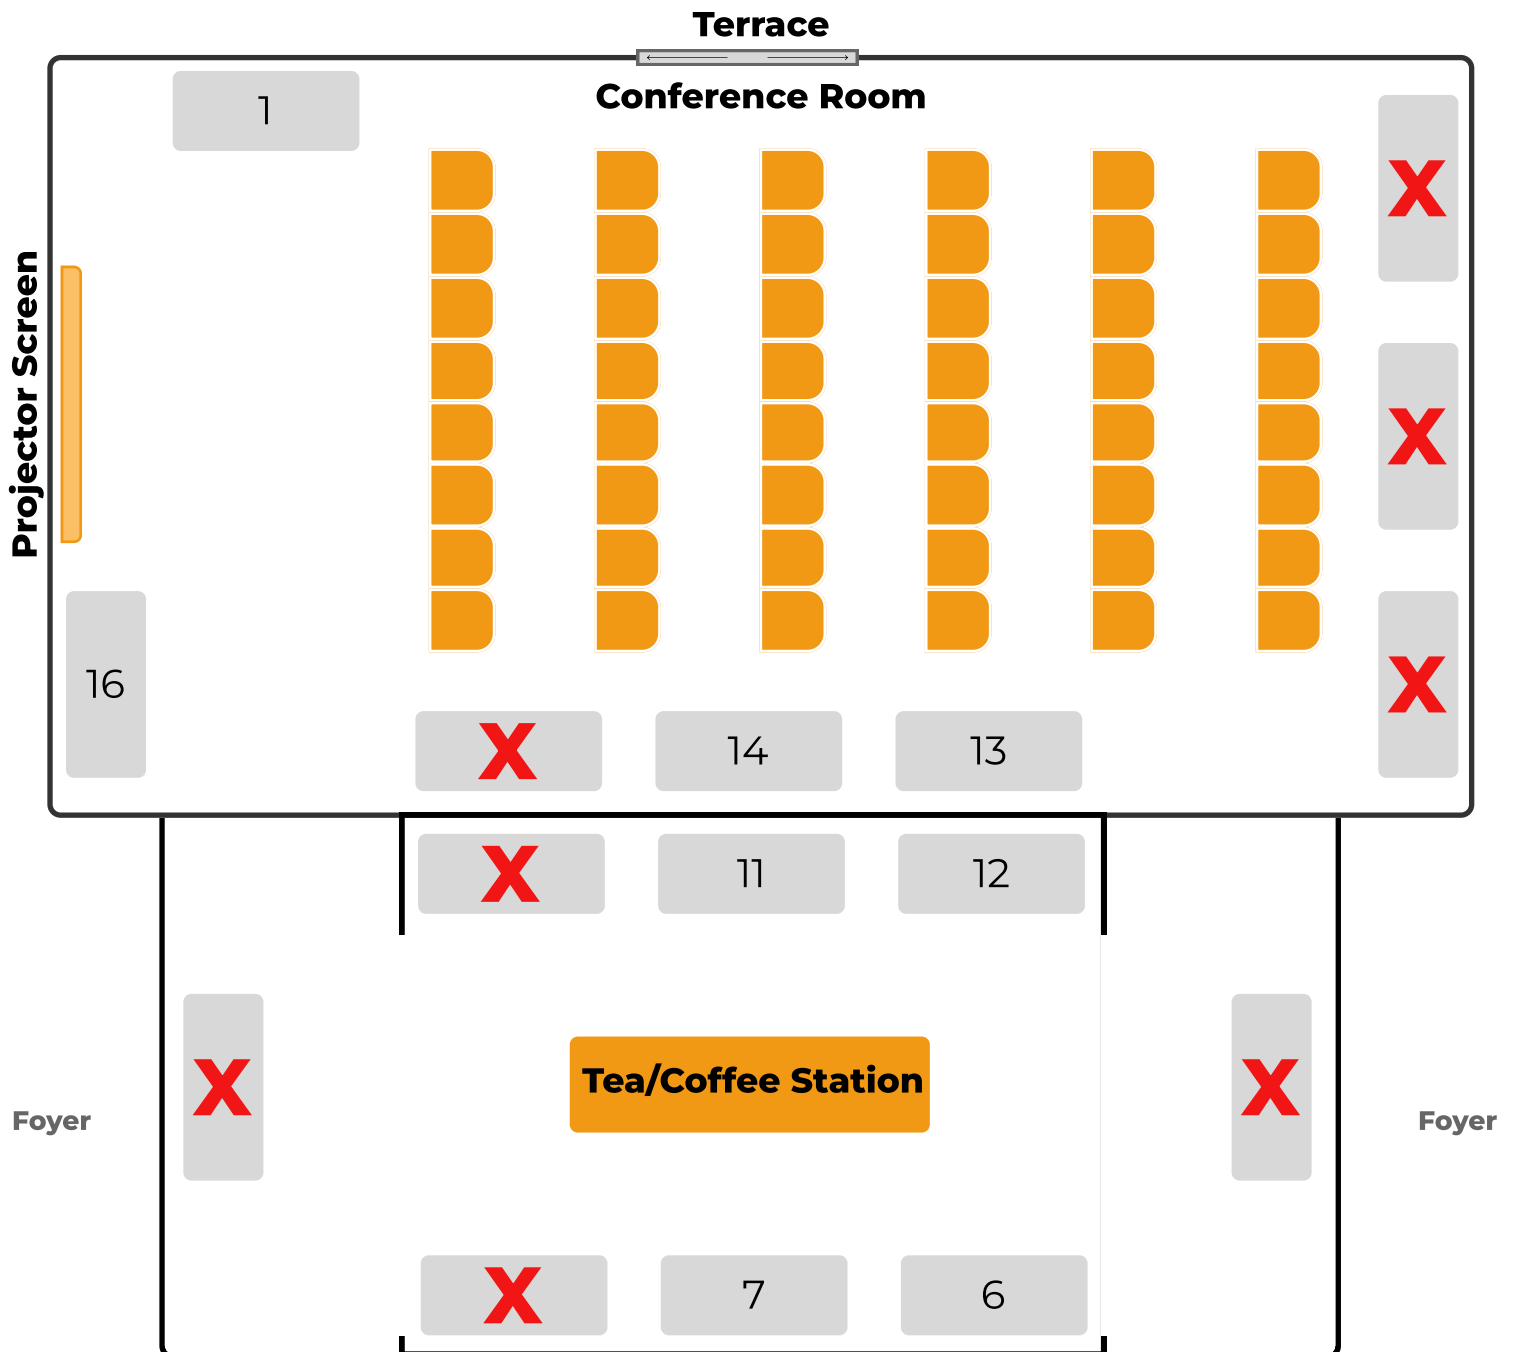 Terrace
Conference Room
1
X
Projector Screen
X
16
X
X
14
13
X
11
12
X
X
Tea/Coffee Station
Foyer
Foyer
X
7
6